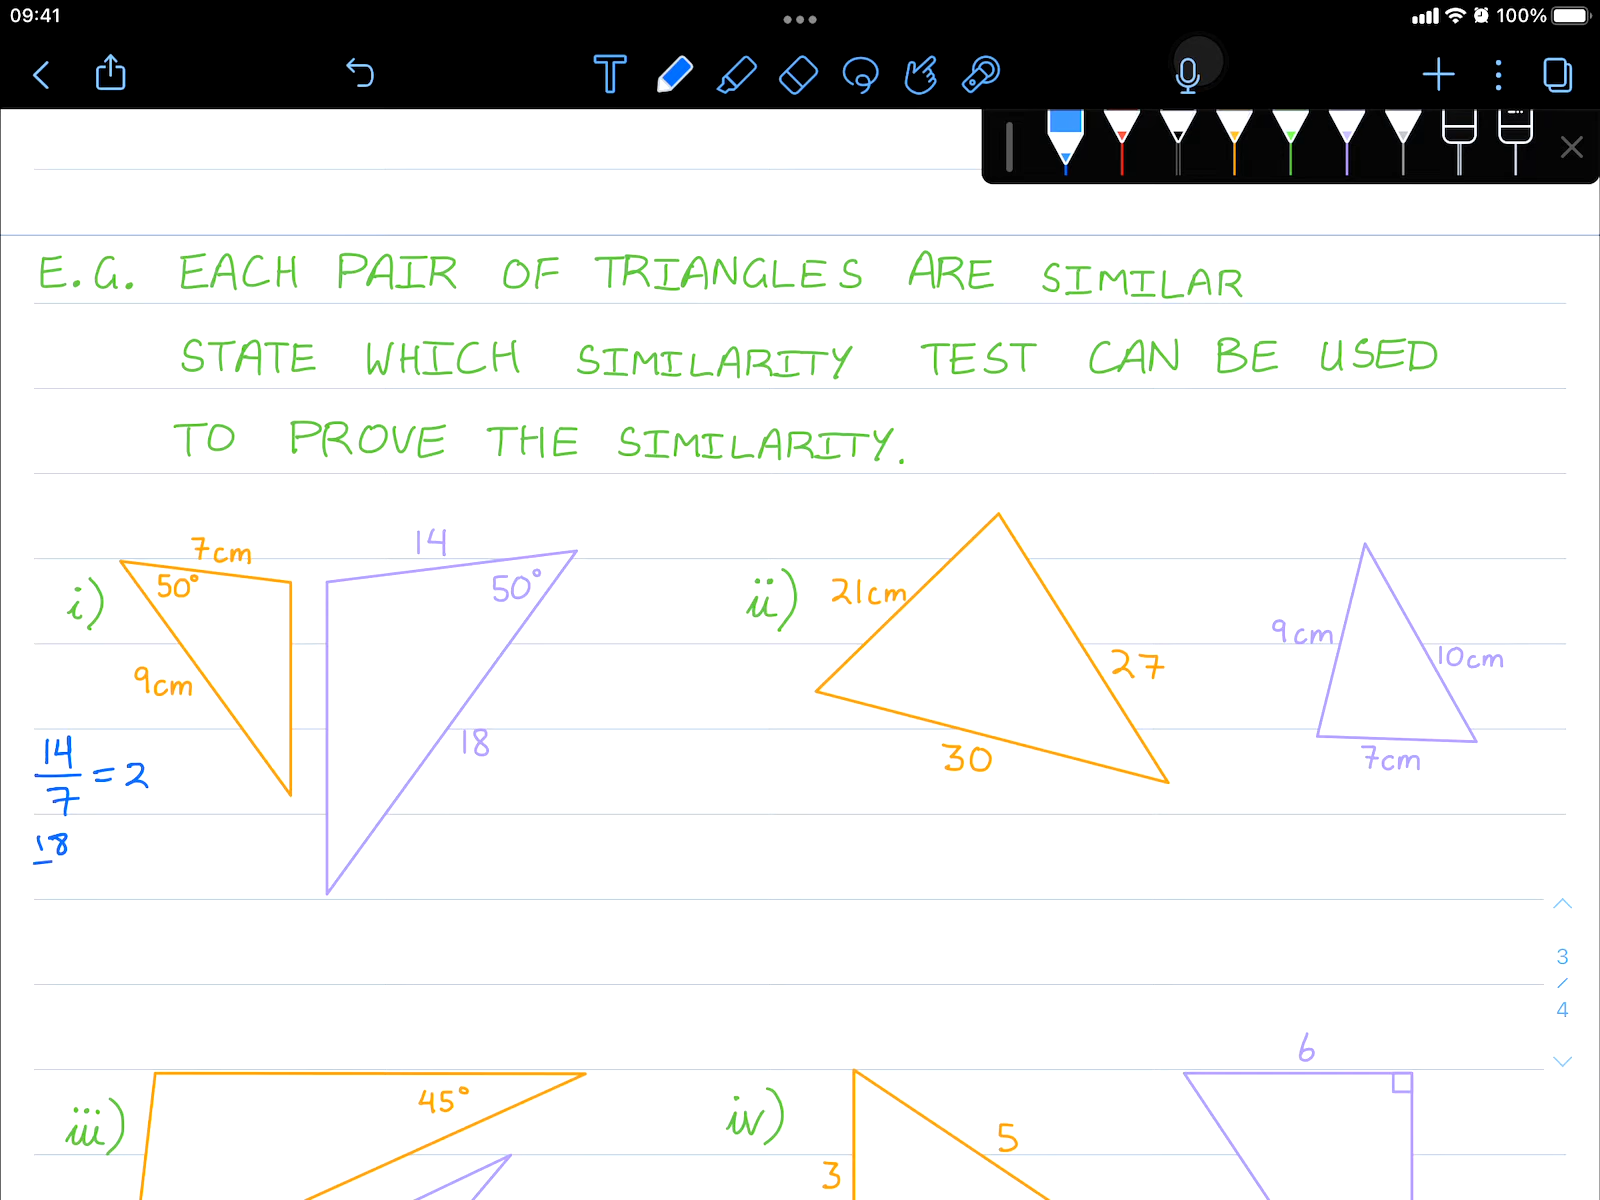 09:41
100%
E.G. EACH PAIR OF TRIANGLES ARE SIMILAR
STATE WHICH SIMILARITY TEST CAN BE USED
TO PROVE THE SIMILARITY.
i)
7cm
50°
9cm
14
50°
18
14/7 = 2
18
ii)
21cm
27
30
9cm
10cm
7cm
3
/
4
iii)
45°
iv)
3
5
6